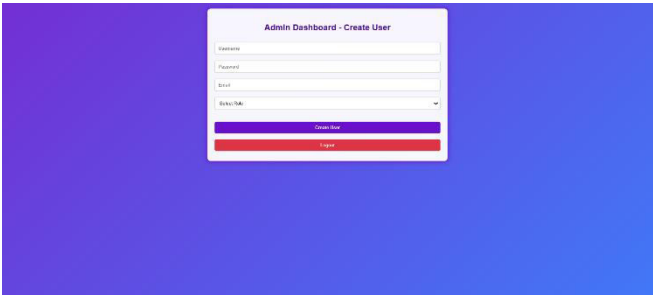 Admin Dashboard - Create User
Username
Password
Email
Select Role
Create User
Logout